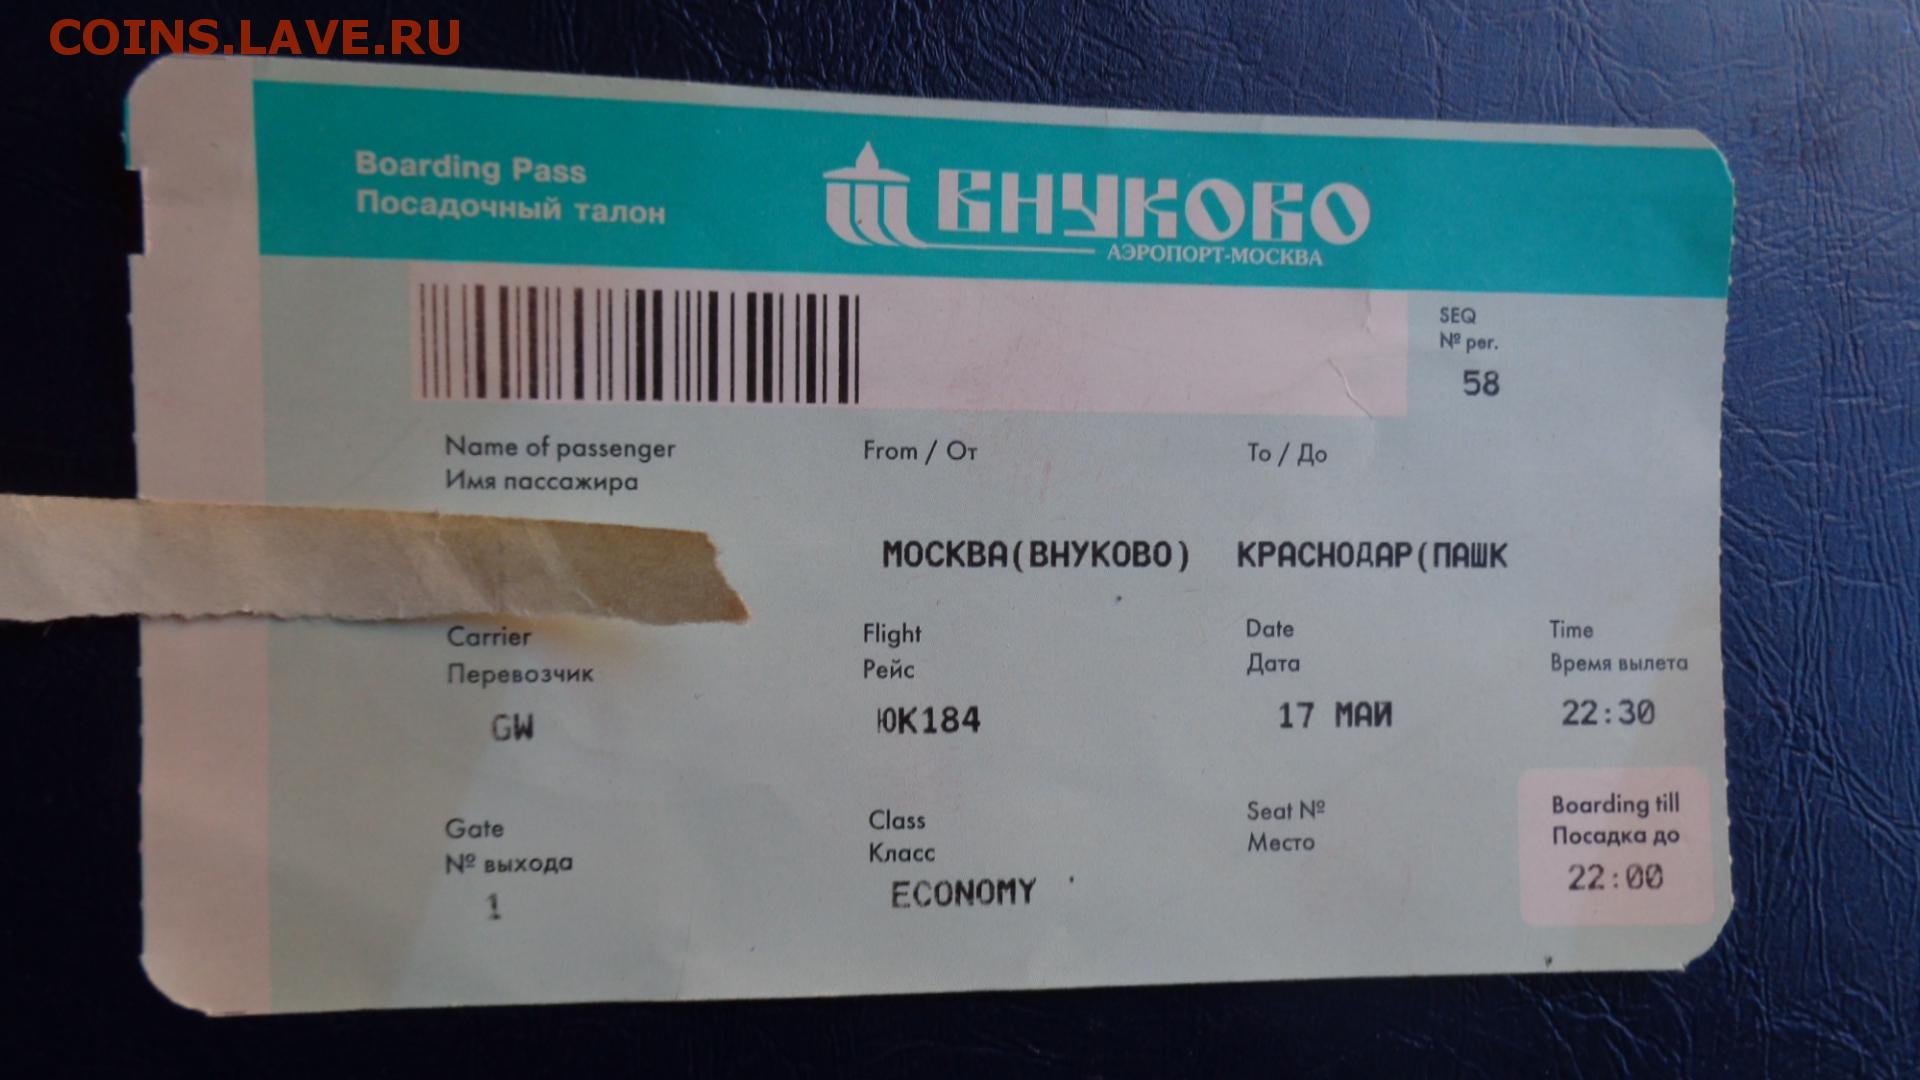 COINS.LAVE.RU
Boarding Pass
Посадочный талон
ВНУКОВО
АЭРОПОРТ-МОСКВА
SEQ
№ рег.
58
Name of passenger
Имя пассажира
From / От
To / До
МОСКВА(ВНУКОВО)
КРАСНОДАР(ПАШК
Carrier
Перевозчик
GW
Flight
Рейс
ЮК184
Date
Дата
17 МАЙ
Time
Время вылета
22:30
Gate
№ выхода
1
Class
Класс
ECONOMY
Seat №
Место
Boarding till
Посадка до
22:00